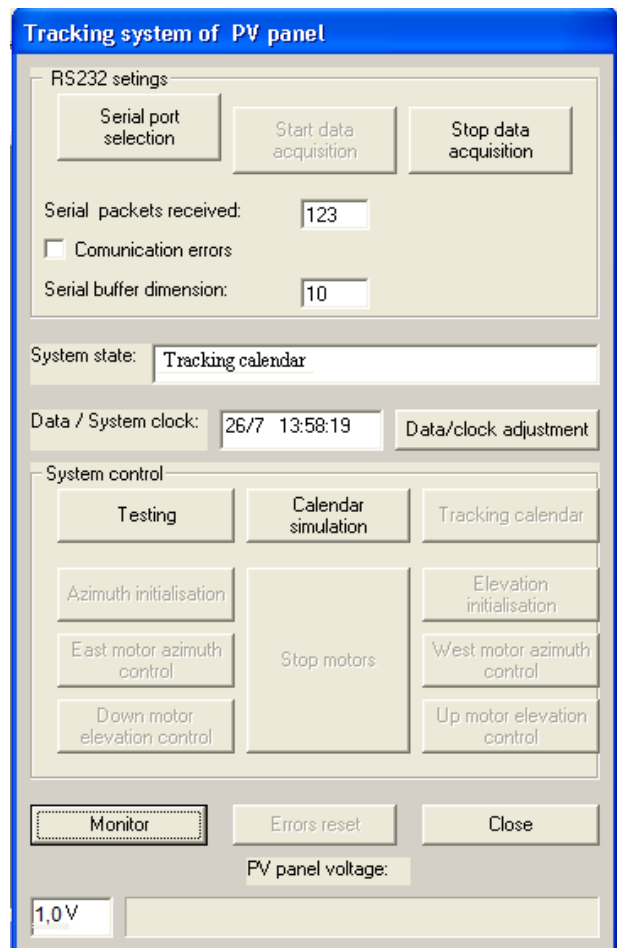 Tracking system of PV panel
RS232 setings
Serial port
selection
Start data
acquisition
Stop data
acquisition
Serial packets received:
123
Comunication errors
Serial buffer dimension:
10
System state:
Tracking calendar
Data / System clock:
26/7 13:58:19
Data/clock adjustment
System control
Testing
Calendar
simulation
Tracking calendar
Azimuth initialisation
Elevation
initialisation
East motor azimuth
control
Stop motors
West motor azimuth
control
Down motor
elevation control
Up motor elevation
control
Monitor
Errors reset
Close
PV panel voltage:
1,0 V